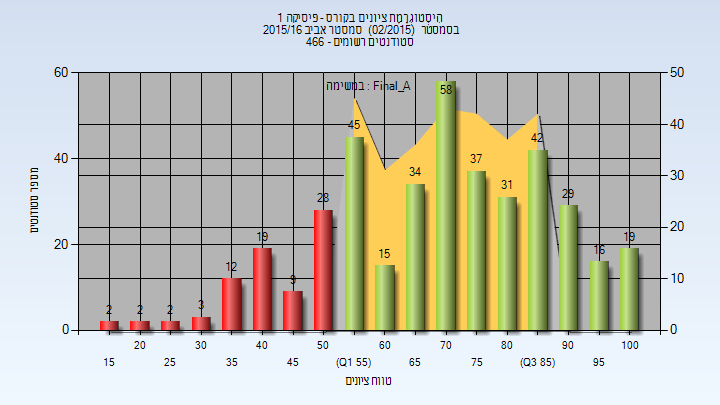 היסטוגרמת ציונים בקורס - פיסיקה 1
בסמסטר (02/2015) סמסטר אביב 2015/16
סטודנטים רשומים - 466
במשימה : Final_A
60 40 20 0
50 40 30 20 10 0
מספר סטודנטים
2 2 2 3 12 19 9 28 45 15 34 58 37 31 42 29 16 19
20 30 40 50 60 70 80 90 100
15 25 35 45 (Q1 55) 65 75 (Q3 85) 95
טווח ציונים